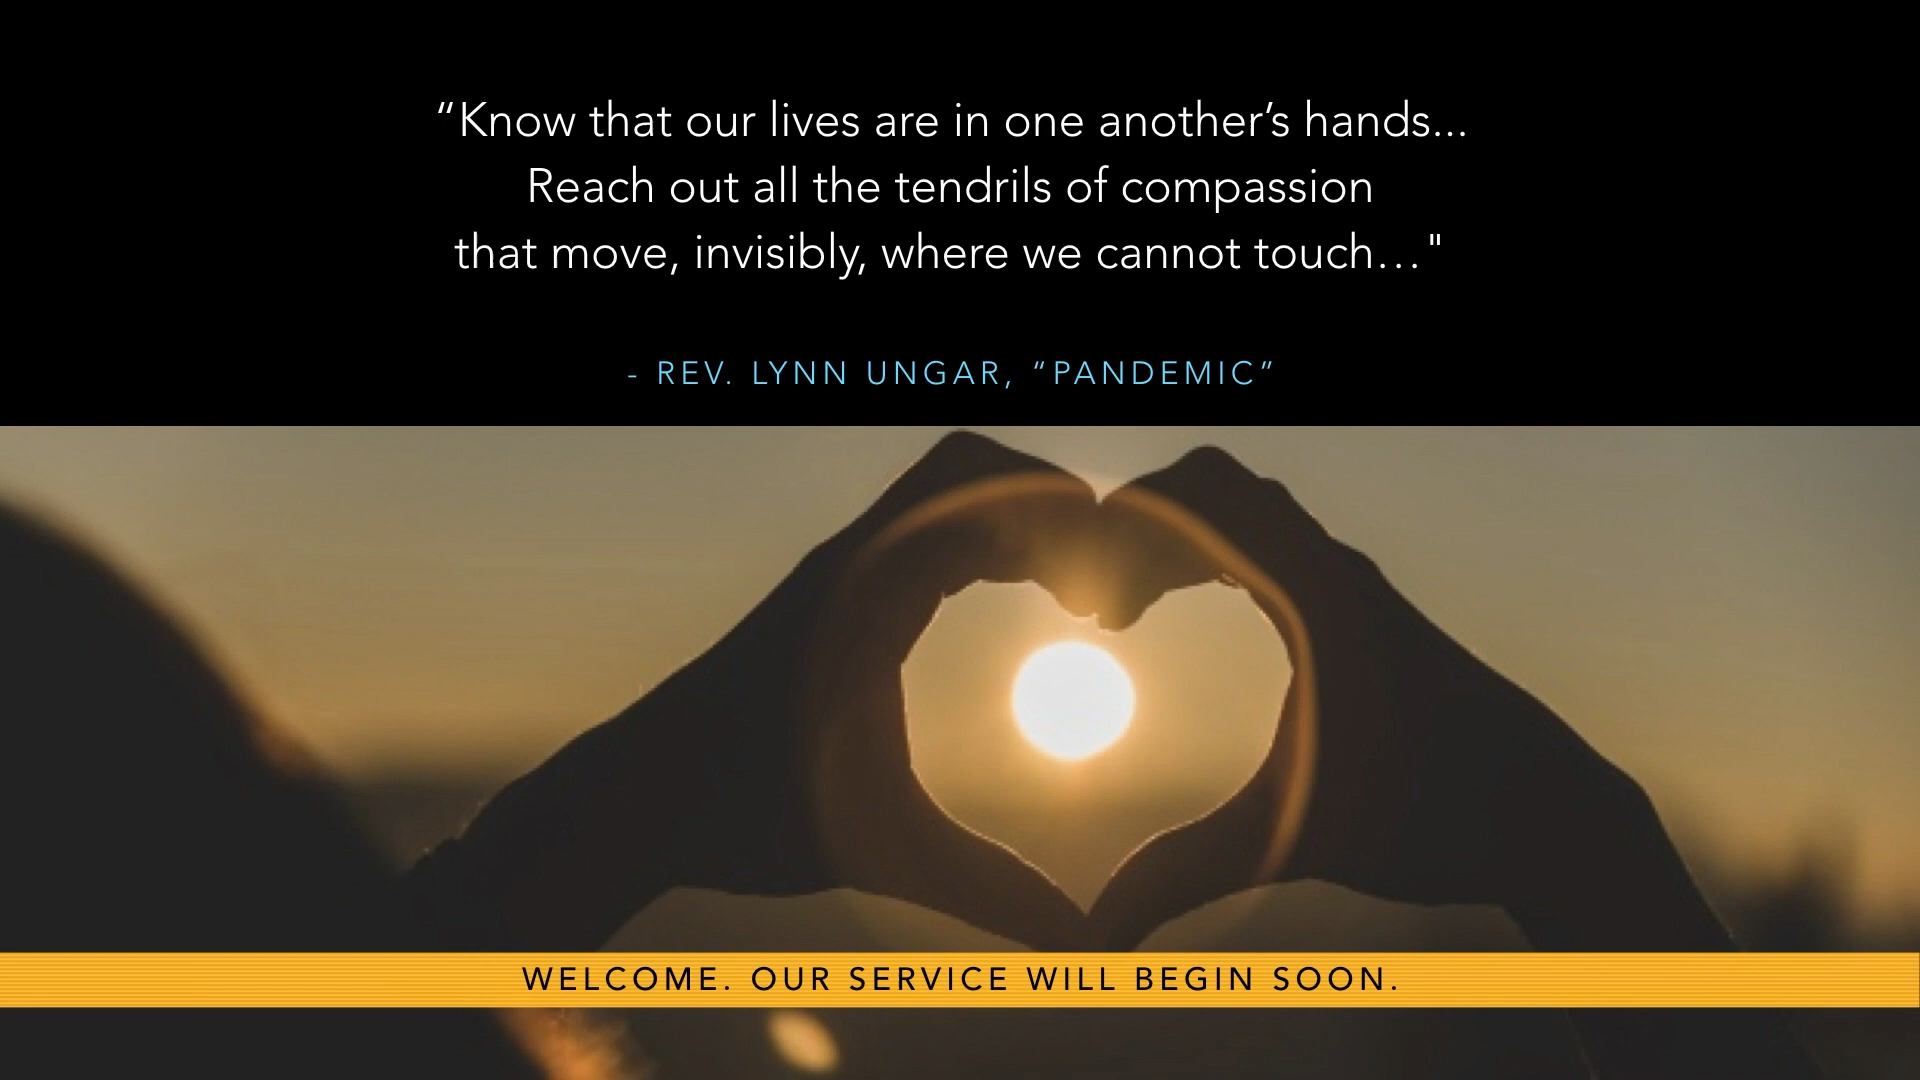 “Know that our lives are in one another’s hands...
Reach out all the tendrils of compassion
that move, invisibly, where we cannot touch…"
- REV. LYNN UNGAR, “PANDEMIC”
WELCOME. OUR SERVICE WILL BEGIN SOON.